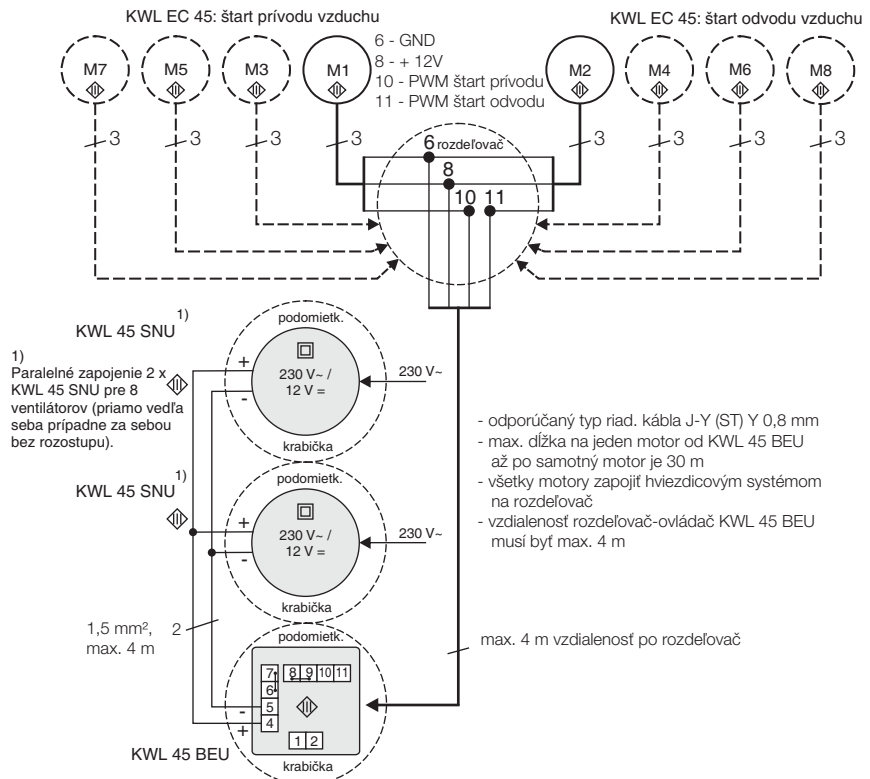 KWL EC 45: štart prívodu vzduchu
KWL EC 45: štart odvodu vzduchu
M7
M5
M3
M1
6 - GND
8 - + 12V
10 - PWM štart prívodu
11 - PWM štart odvodu
M2
M4
M6
M8
3
3
3
3
3
3
3
3
6 rozdeľovač
8
10 11
KWL 45 SNU 1)
podomietk.
+
-
230 V~ /
12 V =
230 V~
krabička
1)
Paralelné zapojenie 2 x
KWL 45 SNU pre 8
ventilátorov (priamo vedľa
seba prípadne za sebou
bez rozostupu).
- odporúčaný typ riad. kábla J-Y (ST) Y 0,8 mm
- max. dĺžka na jeden motor od KWL 45 BEU
až po samotný motor je 30 m
- všetky motory zapojiť hviezdicovým systémom
na rozdeľovač
- vzdialenosť rozdeľovač-ovládač KWL 45 BEU
musí byť max. 4 m
KWL 45 SNU 1)
podomietk.
+
-
230 V~ /
12 V =
230 V~
krabička
1,5 mm², 2
max. 4 m
max. 4 m vzdialenosť po rozdeľovač
podomietk.
7 8 9 10 11
6
- 5
+ 4
1 2
KWL 45 BEU
krabička